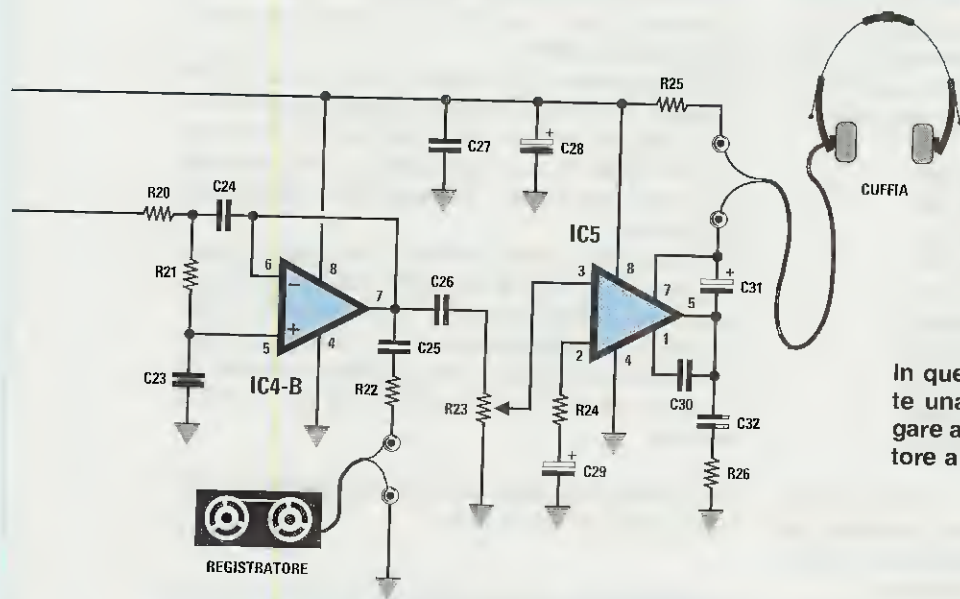 R25
C27
+
C28
CUFFIA
R20
C24
IC5
R21
6
8
3
8
C31
+
7
C26
7
5
5
4
2
1
C25
4
C23
IC4-B
R22
R23
R24
C30
C32
+
C29
R26
REGISTRATORE
In que
te una
gare a
tore a